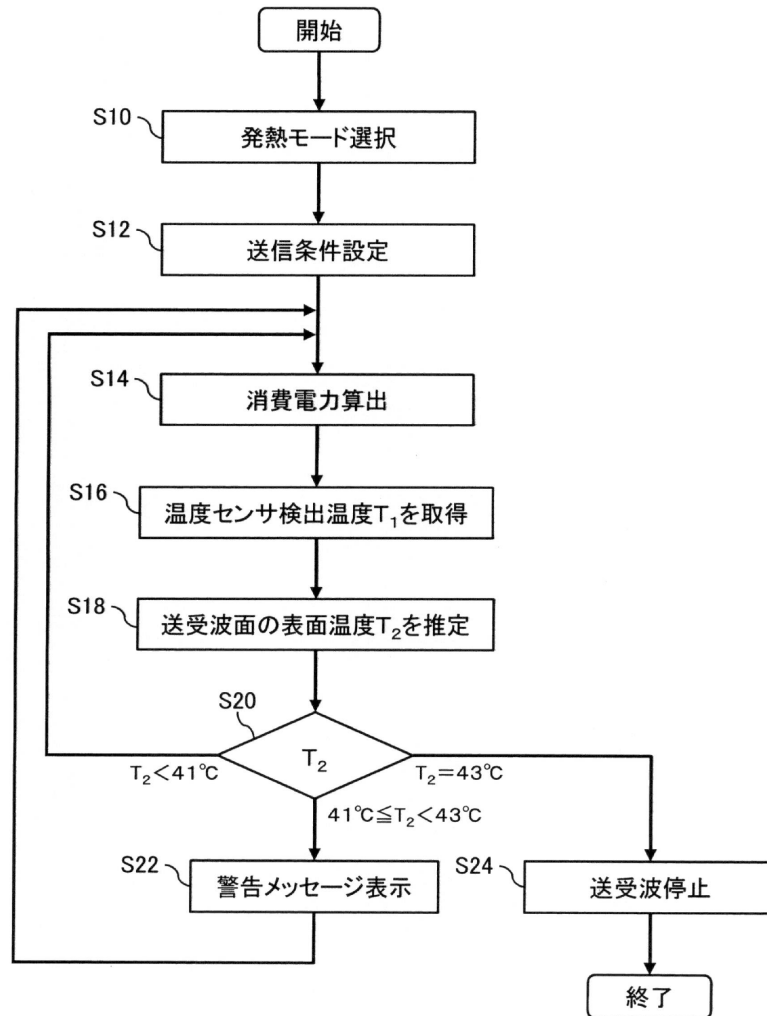 開始
S10
発熱モード選択
S12
送信条件設定
S14
消費電力算出
S16
温度センサ検出温度T₁を取得
S18
送受波面の表面温度T₂を推定
S20
T₂
T₂<41℃
T₂=43℃
41℃≦T₂<43℃
S22
警告メッセージ表示
S24
送受波停止
終了